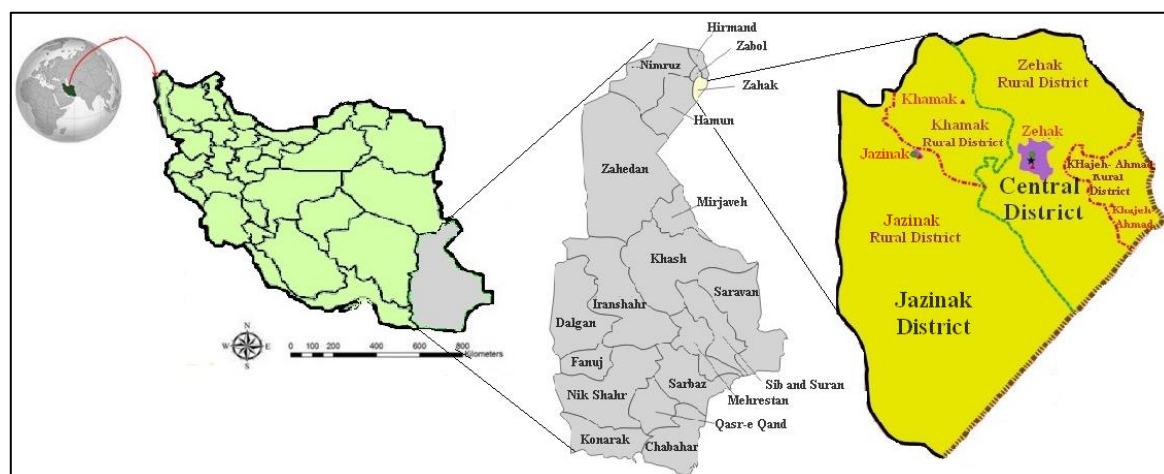 N
W
E
S
0 100 200
400
600
800
Kilometers
Hirmand
Zabol
Nimruz
Zahak
Hamun
Zahedan
Mirjaveh
Khash
Saravan
Iranshahr
Dalgan
Fanuj
Sib and Suran
Sarbaz
Mehrestan
Nik Shahr
Qasr-e Qand
Konarak
Chabahar
Zehak
Rural District
Khamak
Khamak
Rural District
Zehak
Jazinak
KHajeh- Ahmad
Rural
District
Central
District
Khajeh
Ahmad
Jazinak
Rural District
Jazinak
District